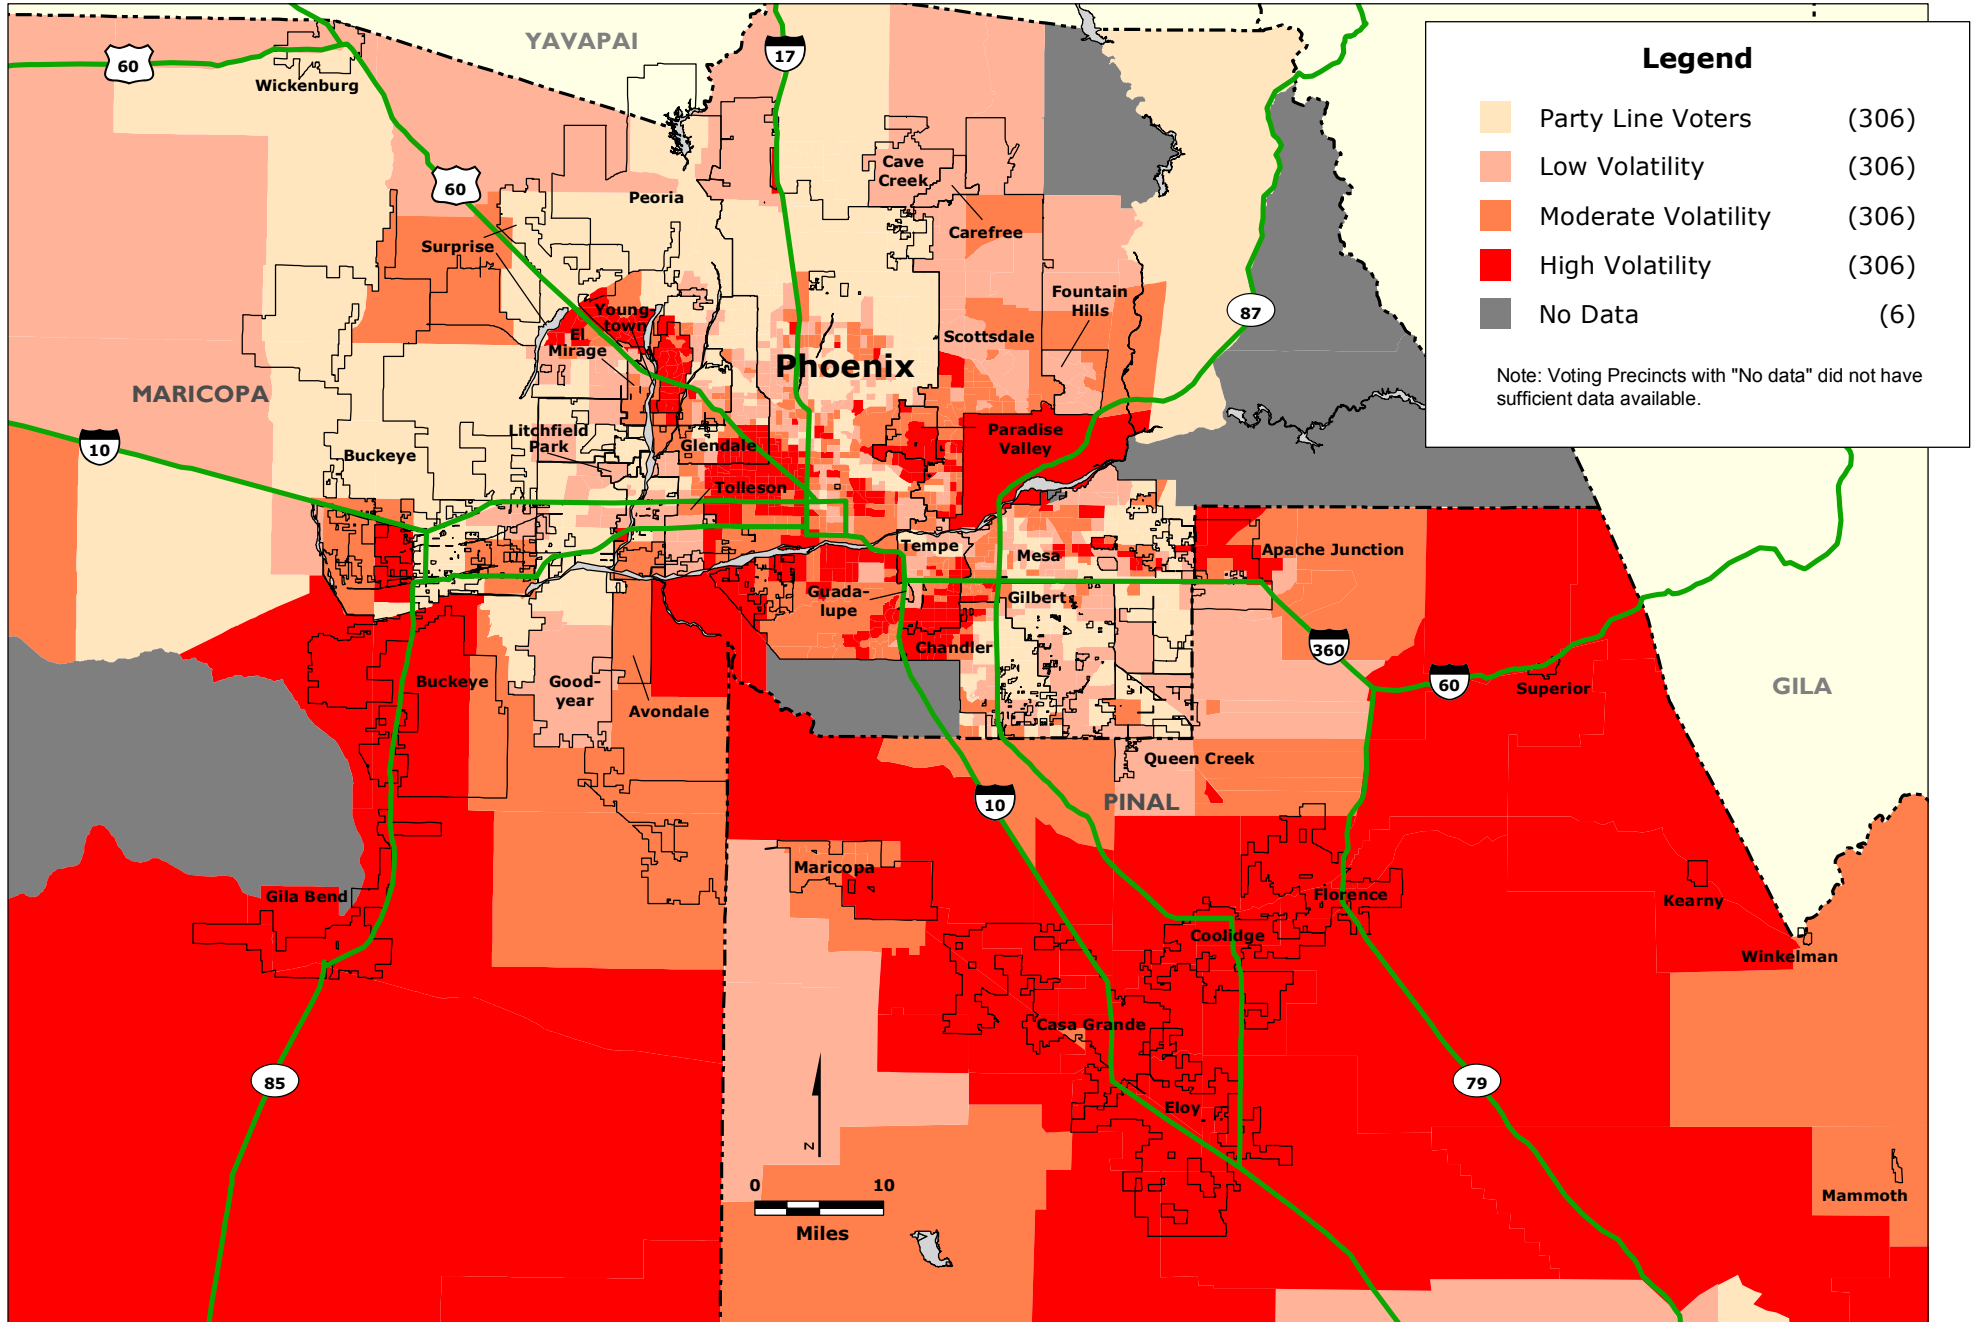 YAVAPAI
60
17
Wickenburg
60
Peoria
Surprise
Cave
Creek
Carefree
Young-
town
El
Mirage
Fountain
Hills
Scottsdale
87
Phoenix
MARICOPA
10
Litchfield
Park
Buckeye
Glendale
Paradise
Valley
Tolleson
Tempe
Mesa
Apache Junction
Guada-
lupe
Gilbert
Chandler
360
60
Superior
GILA
Buckeye
Good-
year
Avondale
Queen Creek
PINAL
10
Maricopa
Gila Bend
Florence
Kearny
Coolidge
Winkelman
Casa Grande
85
79
Eloy
Mammoth
N
0 10
Miles
Legend
Party Line Voters (306)
Low Volatility (306)
Moderate Volatility (306)
High Volatility (306)
No Data (6)
Note: Voting Precincts with "No data" did not have
sufficient data available.